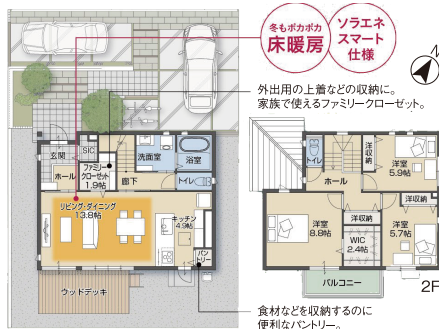 冬もポカポカ
床暖房
ソラエネ
スマート
仕様
N
外出用の上着などの収納に。
家族で使えるファミリークローゼット。
玄関
SIC
ホール
ファミリー
クローゼット
1.9帖
洗面室
浴室
廊下
トイレ
リビング・ダイニング
13.8帖
キッチン
4.9帖
パン
トリー
ウッドデッキ
食材などを収納するのに
便利なパントリー。
トイレ
洋収納
洋室
5.9帖
ホール
洋収納
洋収納
洋室
8.8帖
WIC
2.4帖
洋室
5.7帖
バルコニー
2F